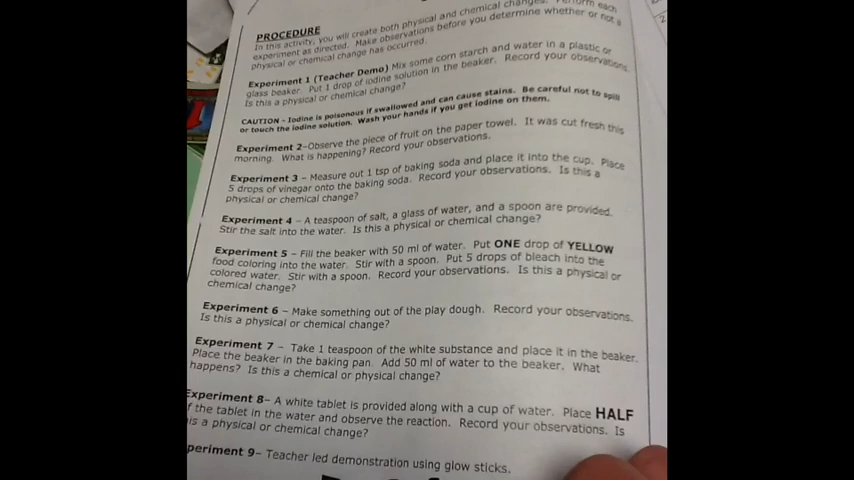 PROCEDURE
In this activity, you will create both physical and chemical changes. Perform each
experiment as directed. Make observations before you determine whether or not a
physical or chemical change has occurred.
Experiment 1 (Teacher Demo) Mix some corn starch and water in a plastic or
glass beaker. Put 1 drop of iodine solution in the beaker. Record your observations.
Is this a physical or chemical change?
CAUTION - Iodine is poisonous if swallowed and can cause stains. Be careful not to spill
or touch the iodine solution. Wash your hands if you get iodine on them.
Experiment 2-Observe the piece of fruit on the paper towel. It was cut fresh this
morning. What is happening? Record your observations.
Experiment 3 – Measure out 1 tsp of baking soda and place it into the cup. Place
5 drops of vinegar onto the baking soda. Record your observations. Is this a
physical or chemical change?
Experiment 4 – A teaspoon of salt, a glass of water, and a spoon are provided.
Stir the salt into the water. Is this a physical or chemical change?
Experiment 5 – Fill the beaker with 50 ml of water. Put ONE drop of YELLOW
food coloring into the water. Stir with a spoon. Put 5 drops of bleach into the
colored water. Stir with a spoon. Record your observations. Is this a physical or
chemical change?
Experiment 6 – Make something out of the play dough. Record your observations.
Is this a physical or chemical change?
Experiment 7 – Take 1 teaspoon of the white substance and place it in the beaker.
Place the beaker in the baking pan. Add 50 ml of water to the beaker. What
happens? Is this a chemical or physical change?
Experiment 8– A white tablet is provided along with a cup of water. Place HALF
f the tablet in the water and observe the reaction. Record your observations. Is
is a physical or chemical change?
periment 9– Teacher led demonstration using glow sticks.